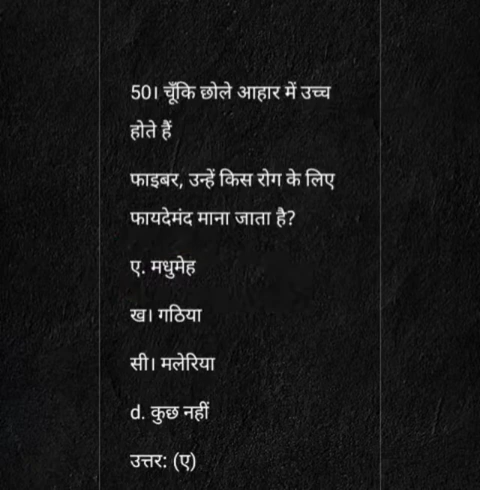 50। चूँकि छोले आहार में उच्च
होते हैं
फाइबर, उन्हें किस रोग के लिए
फायदेमंद माना जाता है?
ए. मधुमेह
ख। गठिया
सी। मलेरिया
d. कुछ नहीं
उत्तर: (ए)